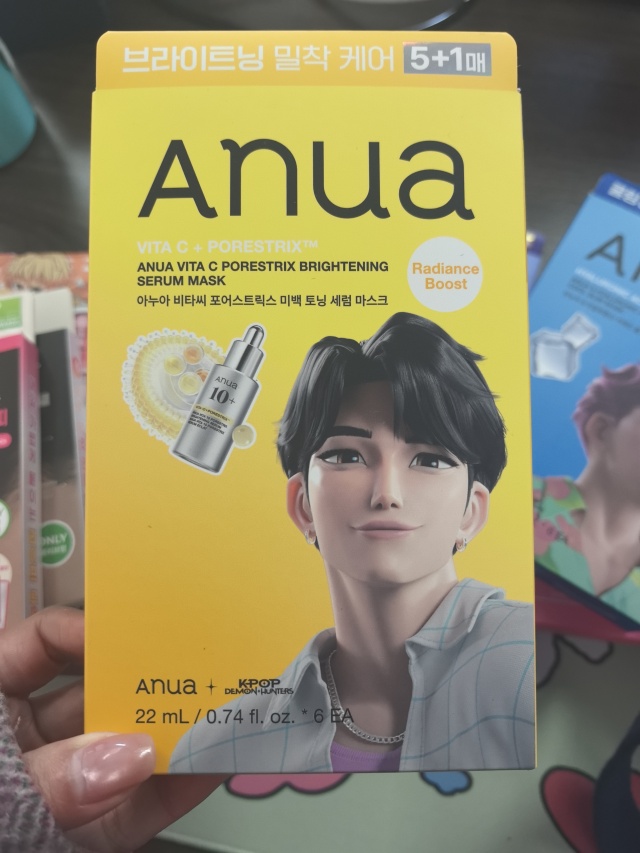 브라이트닝 밀착 케어 5+1매
Anua
VITA C + PORESTRIX™
ANUA VITA C PORESTRIX BRIGHTENING
SERUM MASK
아누아 비타씨 포어스트릭스 미백 토닝 세럼 마스크
Radiance
Boost
Anua
10+
Anua + K-POP
DEMON HUNTERS
22 mL / 0.74 fl. oz. * 6 EA
ONLY